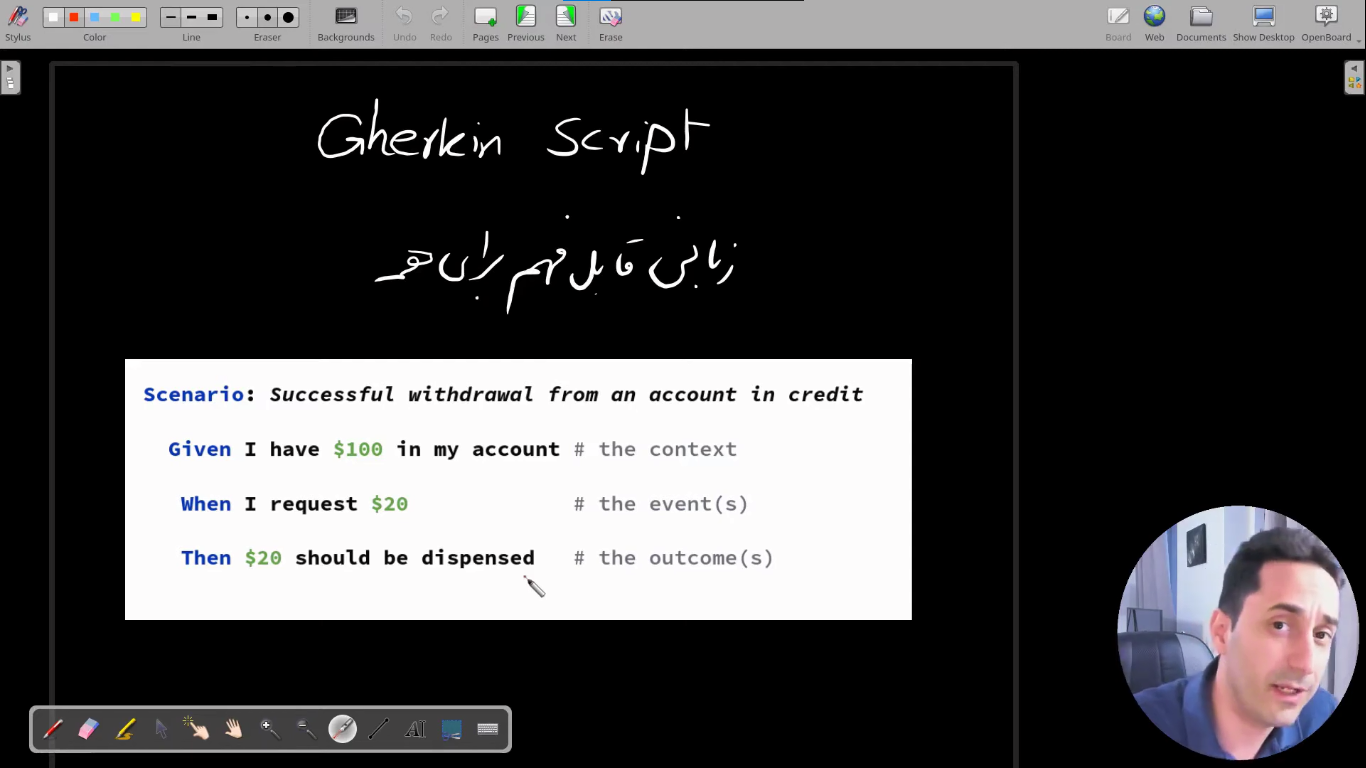 Stylus
Color
Line
Eraser
Backgrounds
Undo
Redo
Pages
Previous
Next
Erase
Board
Web
Documents
Show Desktop
OpenBoard
Gherkin Script
زبانی قابل فهم برای همه
Scenario: Successful withdrawal from an account in credit
Given I have $100 in my account # the context
When I request $20 # the event(s)
Then $20 should be dispensed # the outcome(s)